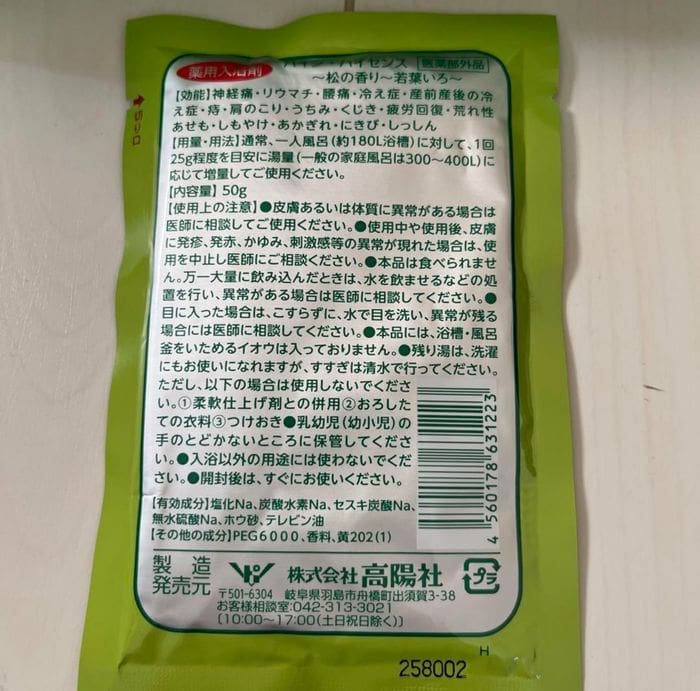 薬用入浴剤
パイン・ハイセンス 医薬部外品
～松の香り～若葉いろ～
【効能】神経痛・リウマチ・腰痛・冷え症・産前産後の冷
え症・痔・肩のこり・うちみ・くじき・疲労回復・荒れ性
あせも・しもやけ・あかぎれ・にきび・しっしん
【用量・用法】通常、一人風呂(約180L浴槽)に対して、1回
25g程度を目安に湯量(一般の家庭風呂は300〜400L)に
応じて増量してご使用ください。
【内容量】50g
【使用上の注意】●皮膚あるいは体質に異常がある場合は
医師に相談してご使用ください。●使用中や使用後、皮膚
に発疹、発赤、かゆみ、刺激感等の異常が現れた場合は、使
用を中止し医師にご相談ください。●本品は食べられませ
ん。万一大量に飲み込んだときは、水を飲ませるなどの処
置を行い、異常がある場合は医師に相談してください。●
目に入った場合は、こすらずに、水で目を洗い、異常が残る
場合には医師に相談してください。●本品には、浴槽・風呂
釜をいためるイオウは入っておりません。●残り湯は、洗濯
にもお使いになれますが、すすぎは清水で行ってください。
ただし、以下の場合は使用しないでくださ
い。①柔軟仕上げ剤との併用②おろした
ての衣料③つけおき●乳幼児(幼小児)の
手のとどかないところに保管してくださ
い。●入浴以外の用途には使わないでくだ
さい。●開封後は、すぐにお使いください。
4 560178 631223
【有効成分】塩化Na、炭酸水素Na、セスキ炭酸Na、
無水硫酸Na、ホウ砂、テレビン油
【その他の成分】PEG6000、香料、黄202(1)
製造
発売元
株式会社 高陽社
プラ
〒501-6304 岐阜県羽島市舟橋町出須賀3-38
お客様相談室:042-313-3021
〔10:00〜17:00(土日祝日除く)〕
H
258002